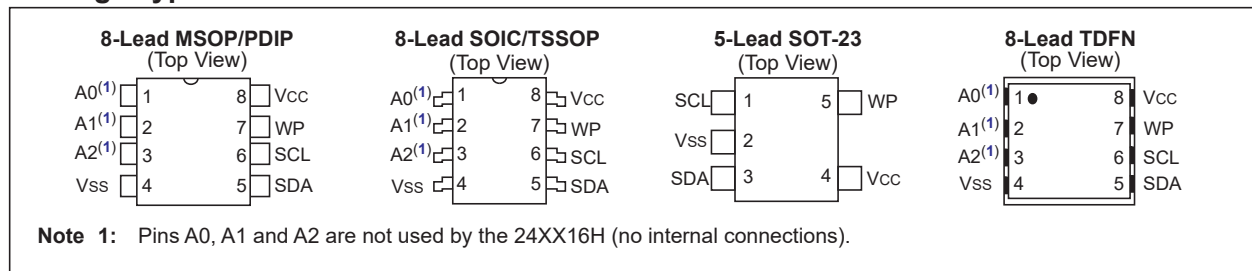 8-Lead MSOP/PDIP
(Top View)
A0(1) 1 8 VCC
A1(1) 2 7 WP
A2(1) 3 6 SCL
VSS 4 5 SDA
8-Lead SOIC/TSSOP
(Top View)
A0(1) 1 8 VCC
A1(1) 2 7 WP
A2(1) 3 6 SCL
VSS 4 5 SDA
5-Lead SOT-23
(Top View)
SCL 1 5 WP
VSS 2
SDA 3 4 VCC
8-Lead TDFN
(Top View)
A0(1) 1 8 VCC
A1(1) 2 7 WP
A2(1) 3 6 SCL
VSS 4 5 SDA
Note 1: Pins A0, A1 and A2 are not used by the 24XX16H (no internal connections).